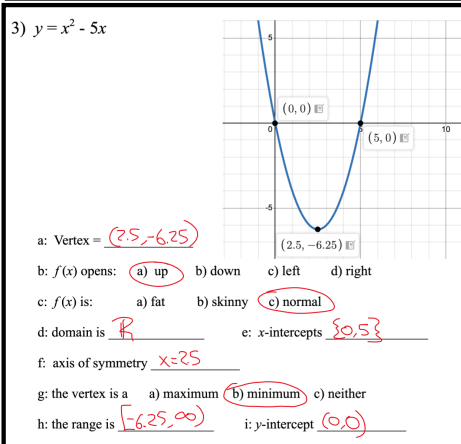 3) y = x² - 5x
5
(0, 0)
0
5
10
(5, 0)
-5
(2.5, −6.25)
a: Vertex = (2.5, -6.25)
b: f (x) opens: a) up b) down c) left d) right
c: f (x) is: a) fat b) skinny c) normal
d: domain is ℝ e: x-intercepts {0,5}
f: axis of symmetry x=25
g: the vertex is a a) maximum b) minimum c) neither
h: the range is [-6.25, ∞) i: y-intercept (0,0)